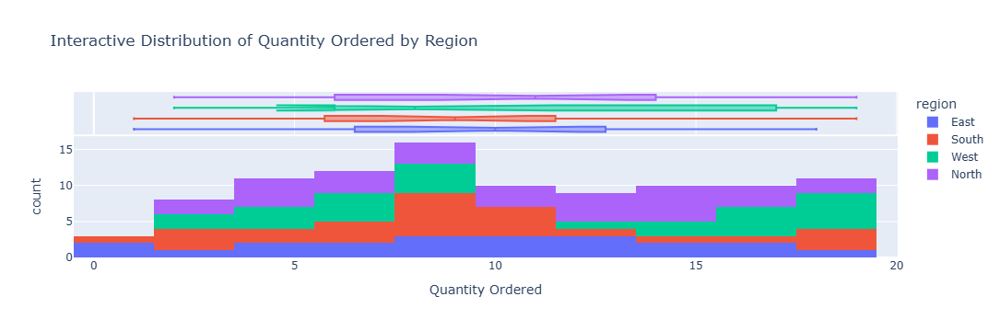 Interactive Distribution of Quantity Ordered by Region
region
East
South
West
North
15
10
5
0
count
0 5 10 15 20
Quantity Ordered